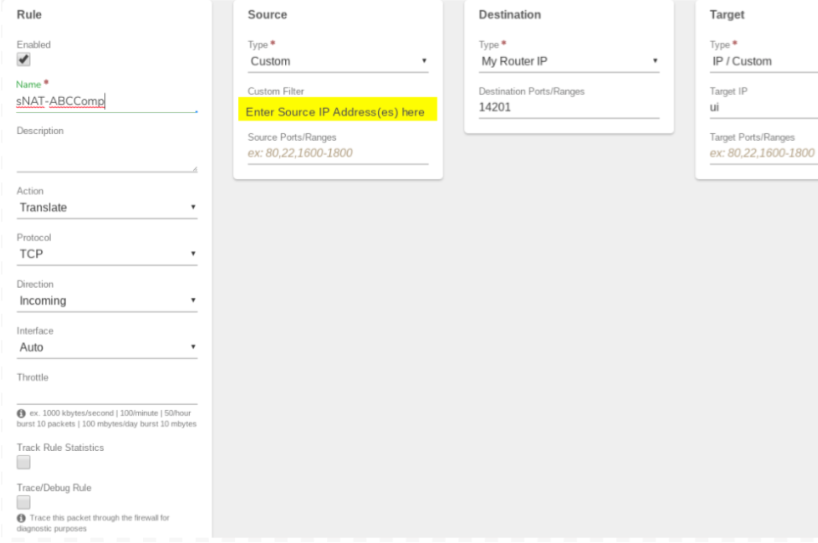 Rule
Enabled
Name *
sNAT-ABCComp
Description
Action
Translate
Protocol
TCP
Direction
Incoming
Interface
Auto
Throttle
ex. 1000 kbytes/second | 100/minute | 50/hour
burst 10 packets | 100 mbytes/day burst 10 mbytes
Track Rule Statistics
Trace/Debug Rule
Trace this packet through the firewall for
diagnostic purposes
Source
Type *
Custom
Custom Filter
Enter Source IP Address(es) here
Source Ports/Ranges
ex: 80,22,1600-1800
Destination
Type *
My Router IP
Destination Ports/Ranges
14201
Target
Type *
IP / Custom
Target IP
ui
Target Ports/Ranges
ex: 80,22,1600-1800